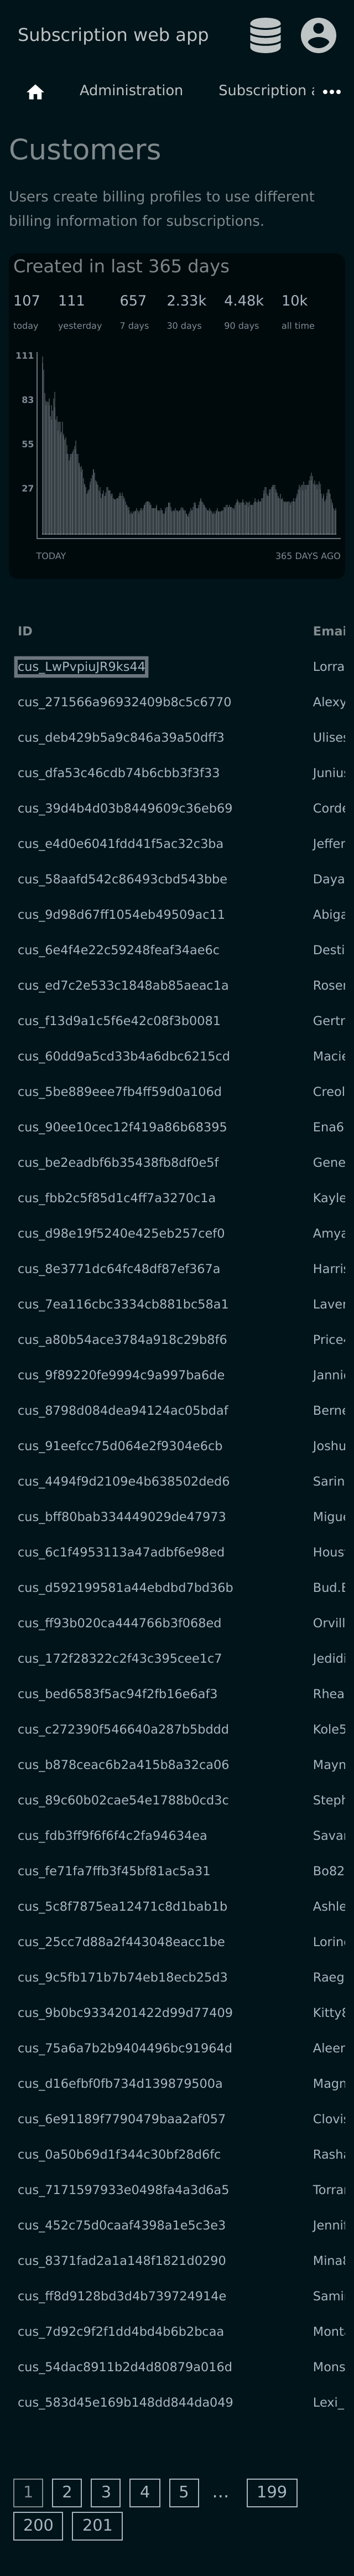 Subscription web app
Administration Subscription a
Customers
Users create billing profiles to use different
billing information for subscriptions.
Created in last 365 days
107 111 657 2.33k 4.48k 10k
today yesterday 7 days 30 days 90 days all time
111
83
55
27
TODAY 365 DAYS AGO
ID Emai
cus_LwPvpiuJR9ks44 Lorra
cus_271566a96932409b8c5c6770 Alexy
cus_deb429b5a9c846a39a50dff3 Ulises
cus_dfa53c46cdb74b6cbb3f3f33 Junius
cus_39d4b4d03b8449609c36eb69 Corde
cus_e4d0e6041fdd41f5ac32c3ba Jeffer
cus_58aafd542c86493cbd543bbe Daya
cus_9d98d67ff1054eb49509ac11 Abiga
cus_6e4f4e22c59248feaf34ae6c Desti
cus_ed7c2e533c1848ab85aeac1a Rosen
cus_f13d9a1c5f6e42c08f3b0081 Gertr
cus_60dd9a5cd33b4a6dbc6215cd Macie
cus_5be889eee7fb4ff59d0a106d Creol
cus_90ee10cec12f419a86b68395 Ena6
cus_be2eadbf6b35438fb8df0e5f Gene
cus_fbb2c5f85d1c4ff7a3270c1a Kayle
cus_d98e19f5240e425eb257cef0 Amya
cus_8e3771dc64fc48df87ef367a Harris
cus_7ea116cbc3334cb881bc58a1 Laver
cus_a80b54ace3784a918c29b8f6 Price
cus_9f89220fe9994c9a997ba6de Jannie
cus_8798d084dea94124ac05bdaf Berne
cus_91eefcc75d064e2f9304e6cb Joshu
cus_4494f9d2109e4b638502ded6 Sarin
cus_bff80bab334449029de47973 Migue
cus_6c1f4953113a47adbf6e98ed Hous
cus_d592199581a44ebdbd7bd36b Bud.E
cus_ff93b020ca444766b3f068ed Orvill
cus_172f28322c2f43c395cee1c7 Jedidi
cus_bed6583f5ac94f2fb16e6af3 Rhea
cus_c272390f546640a287b5bddd Kole5
cus_b878ceac6b2a415b8a32ca06 Mayn
cus_89c60b02cae54e1788b0cd3c Steph
cus_fdb3ff9f6f6f4c2fa94634ea Savan
cus_fe71fa7ffb3f45bf81ac5a31 Bo82
cus_5c8f7875ea12471c8d1bab1b Ashle
cus_25cc7d88a2f443048eacc1be Lorin
cus_9c5fb171b7b74eb18ecb25d3 Raeg
cus_9b0bc9334201422d99d77409 Kitty8
cus_75a6a7b2b9404496bc91964d Aleen
cus_d16efbf0fb734d139879500a Magn
cus_6e91189f7790479baa2af057 Clovis
cus_0a50b69d1f344c30bf28d6fc Rasha
cus_7171597933e0498fa4a3d6a5 Torra
cus_452c75d0caaf4398a1e5c3e3 Jennif
cus_8371fad2a1a148f1821d0290 Mina8
cus_ff8d9128bd3d4b739724914e Sami
cus_7d92c9f2f1dd4bd4b6b2bcaa Mont
cus_54dac8911b2d4d80879a016d Mons
cus_583d45e169b148dd844da049 Lexi_
1 2 3 4 5 … 199
200 201